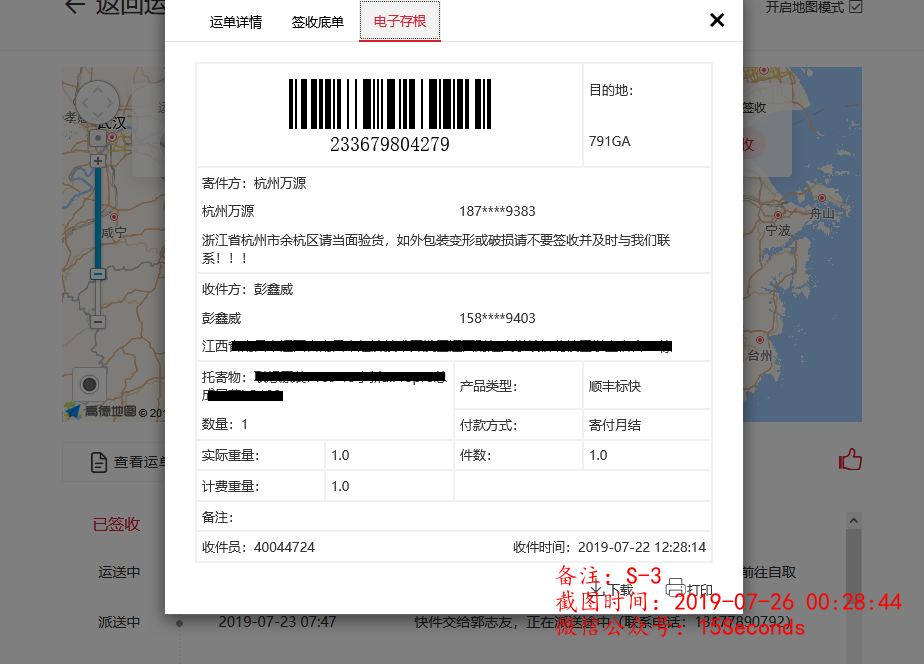 返回运
运单详情 签收底单 电子存根
开启地图模式
目的地:
233679804279
791GA
寄件方：杭州万源
杭州万源 187****9383
浙江省杭州市余杭区请当面验货，如外包装变形或破损请不要签收并及时与我们联
系！！！
收件方：彭鑫威
彭鑫威 158****9403
江西
托寄物：
数量：1
产品类型: 顺丰标快
付款方式: 寄付月结
实际重量: 1.0 件数: 1.0
计费重量: 1.0
备注:
收件员：40044724 收件时间：2019-07-22 12:28:14
下载 打印
武汉
咸宁
签收
收
舟山
宁波
台州
高德地图 © 201
查看运单
已签收
运送中 前往自取
派送中 2019-07-23 07:47 快件交给郭志友，正在派送途中（联系电话：
备注：S-3
截图时间：2019-07-26 00:28:44
微信公众号：15Seconds